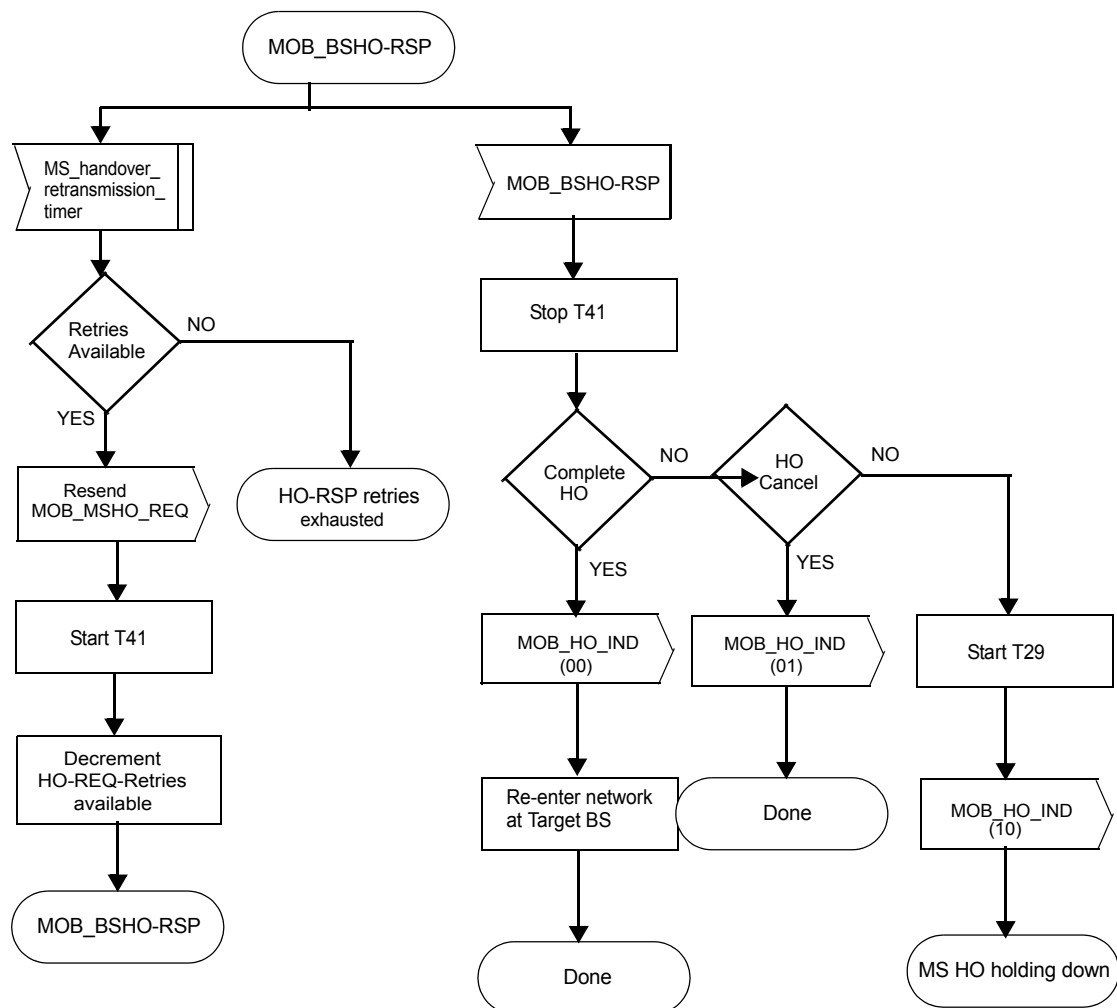 MOB_BSHO-RSP
MS_handover_
retransmission_
timer
MOB_BSHO-RSP
Retries
Available
NO
YES
Stop T41
Resend
MOB_MSHO_REQ
HO-RSP retries
exhausted
Complete
HO
NO
YES
HO
Cancel
NO
YES
Start T41
MOB_HO_IND
(00)
MOB_HO_IND
(01)
Start T29
Decrement
HO-REQ-Retries
available
Re-enter network
at Target BS
Done
MOB_HO_IND
(10)
MOB_BSHO-RSP
Done
MS HO holding down